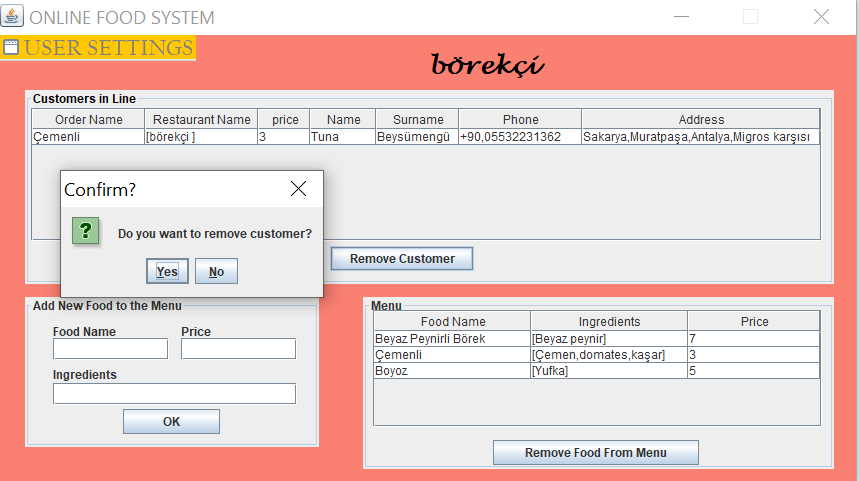 ONLINE FOOD SYSTEM
USER SETTINGS
börekçi
Customers in Line
Order Name Restaurant Name price Name Surname Phone Address
Çemenli [börekçi ] 3 Tuna Beysümengü +90,05532231362 Sakarya,Muratpaşa,Antalya,Migros karşısı
Confirm?
? Do you want to remove customer?
Yes No
Remove Customer
Add New Food to the Menu
Food Name Price
Ingredients
OK
Menu
Food Name Ingredients Price
Beyaz Peynirli Börek [Beyaz peynir] 7
Çemenli [Çemen,domates,kaşar] 3
Boyoz [Yufka] 5
Remove Food From Menu